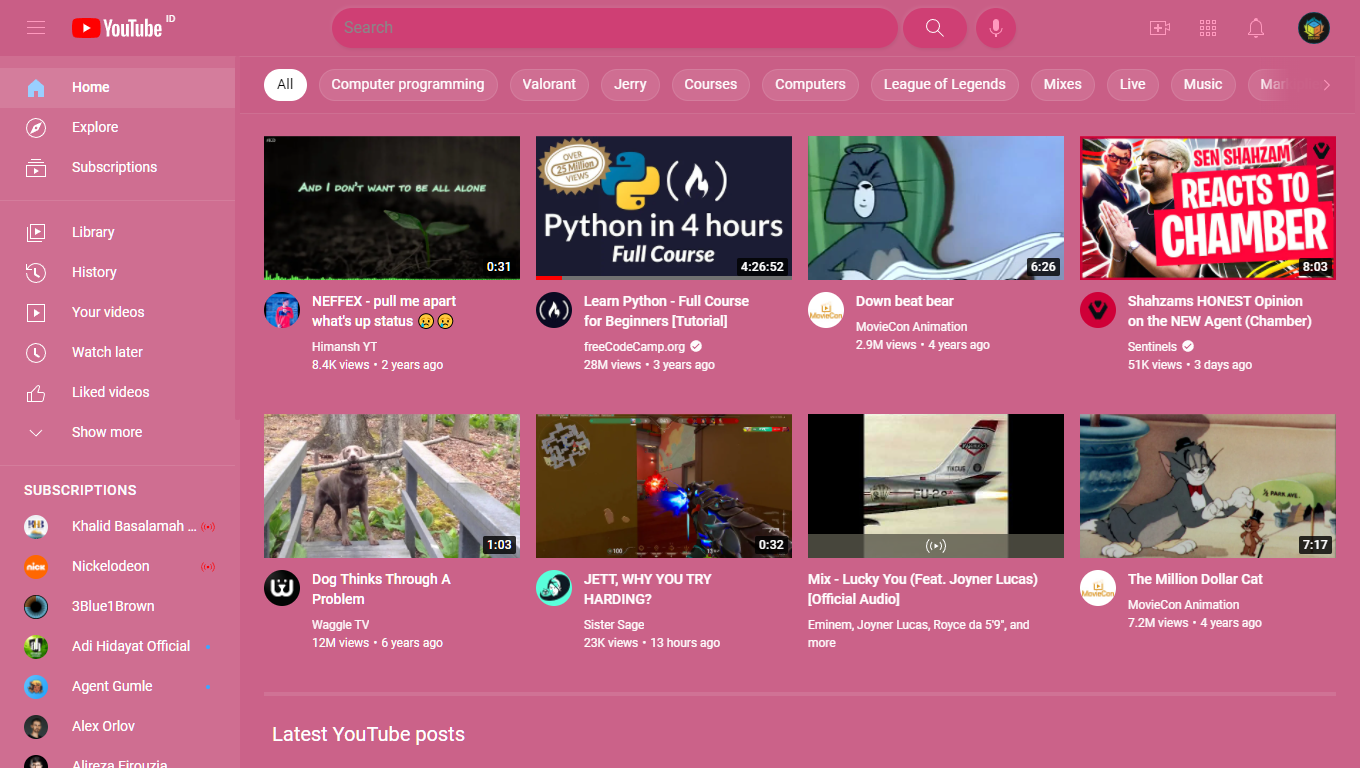 YouTube ID
Search
Home
Explore
Subscriptions
Library
History
Your videos
Watch later
Liked videos
Show more
SUBSCRIPTIONS
Khalid Basalamah ...
Nickelodeon
3Blue1Brown
Adi Hidayat Official
Agent Gumle
Alex Orlov
Alireza Firouzja
All
Computer programming
Valorant
Jerry
Courses
Computers
League of Legends
Mixes
Live
Music
AND I DON'T WANT TO BE ALL ALONE
0:31
NEFFEX - pull me apart
what's up status 😥😥
Himansh YT
8.4K views • 2 years ago
OVER
25 Million
VIEWS
Python in 4 hours
Full Course
4:26:52
Learn Python - Full Course
for Beginners [Tutorial]
freeCodeCamp.org
28M views • 3 years ago
6:26
MovieCon
Down beat bear
MovieCon Animation
2.9M views • 4 years ago
SEN SHAHZAM
REACTS TO
CHAMBER
8:03
Shahzams HONEST Opinion
on the NEW Agent (Chamber)
Sentinels
51K views • 3 days ago
1:03
Dog Thinks Through A
Problem
Waggle TV
12M views • 6 years ago
100
0:32
JETT, WHY YOU TRY
HARDING?
Sister Sage
23K views • 13 hours ago
FU-2
Mix - Lucky You (Feat. Joyner Lucas)
[Official Audio]
Eminem, Joyner Lucas, Royce da 5'9", and
more
PARK AVE.
7:17
MovieCon
The Million Dollar Cat
MovieCon Animation
7.2M views • 4 years ago
Latest YouTube posts